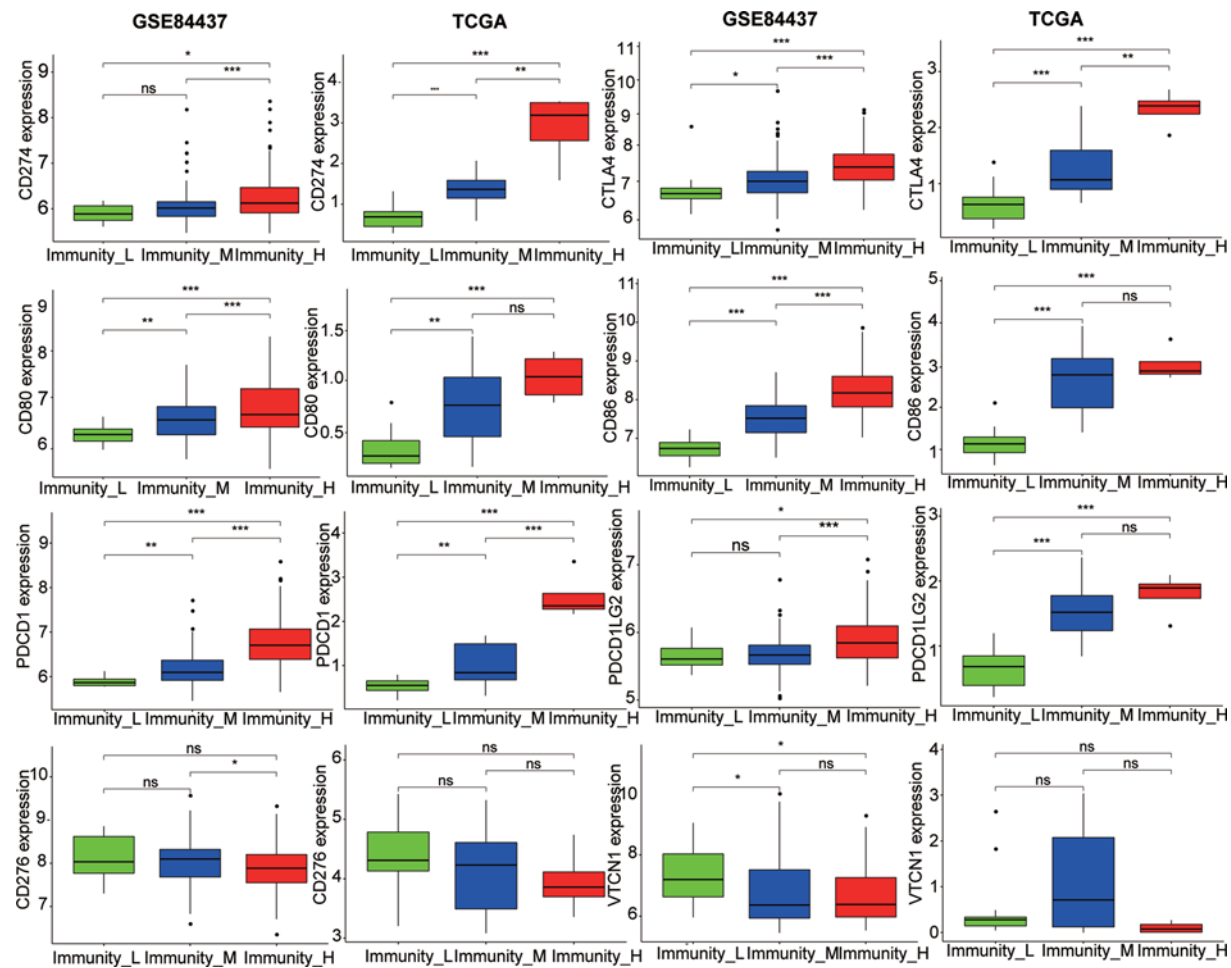 GSE84437
TCGA
GSE84437
TCGA
CD274 expression
9
8
7
6
*
***
ns
Immunity_L Immunity_M Immunity_H
CD274 expression
4
3
2
1
***
**
***
Immunity_L Immunity_M Immunity_H
CTLA4 expression
11
10
9
8
7
6
***
***
*
Immunity_L Immunity_M Immunity_H
CTLA4 expression
3
2
1
***
**
***
Immunity_L Immunity_M Immunity_H
CD80 expression
9
8
7
6
***
***
**
Immunity_L Immunity_M Immunity_H
CD80 expression
1.5
1.0
0.5
***
ns
**
Immunity_L Immunity_M Immunity_H
CD86 expression
11
10
9
8
7
***
***
***
Immunity_L Immunity_M Immunity_H
CD86 expression
5
4
3
2
1
***
ns
***
Immunity_L Immunity_M Immunity_H
PDCD1 expression
9
8
7
6
***
***
**
Immunity_L Immunity_M Immunity_H
PDCD1 expression
4
3
2
1
***
***
**
Immunity_L Immunity_M Immunity_H
PDCD1LG2 expression
7
6
5
*
***
ns
Immunity_L Immunity_M Immunity_H
PDCD1LG2 expression
3
2
1
0
***
ns
***
Immunity_L Immunity_M Immunity_H
CD276 expression
10
9
8
7
ns
*
ns
Immunity_L Immunity_M Immunity_H
CD276 expression
6
5
4
3
ns
ns
ns
Immunity_L Immunity_M Immunity_H
VTCN1 expression
10
8
6
*
ns
*
Immunity_L Immunity_M Immunity_H
VTCN1 expression
4
3
2
1
0
ns
ns
ns
Immunity_L Immunity_M Immunity_H